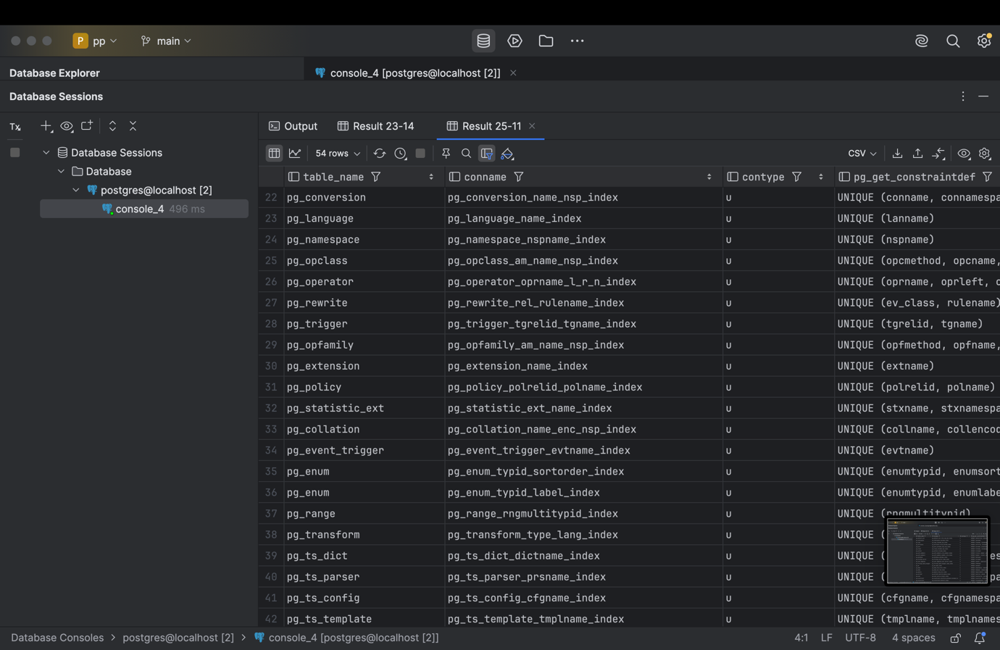 P pp main
Database Explorer
console_4 [postgres@localhost [2]]
Database Sessions
Tx
Output Result 23-14 Result 25-11
Database Sessions
54 rows CSV
Database
postgres@localhost [2]
console_4 496 ms
table_name conname contype pg_get_constraintdef
22 pg_conversion pg_conversion_name_nsp_index u UNIQUE (conname, connamespa
23 pg_language pg_language_name_index u UNIQUE (lanname)
24 pg_namespace pg_namespace_nspname_index u UNIQUE (nspname)
25 pg_opclass pg_opclass_am_name_nsp_index u UNIQUE (opcmethod, opcname,
26 pg_operator pg_operator_oprname_l_r_n_index u UNIQUE (oprname, oprleft, o
27 pg_rewrite pg_rewrite_rel_rulename_index u UNIQUE (ev_class, rulename)
28 pg_trigger pg_trigger_tgrelid_tgname_index u UNIQUE (tgrelid, tgname)
29 pg_opfamily pg_opfamily_am_name_nsp_index u UNIQUE (opfmethod, opfname,
30 pg_extension pg_extension_name_index u UNIQUE (extname)
31 pg_policy pg_policy_polrelid_polname_index u UNIQUE (polrelid, polname)
32 pg_statistic_ext pg_statistic_ext_name_index u UNIQUE (stxname, stxnamespa
33 pg_collation pg_collation_name_enc_nsp_index u UNIQUE (collname, collencod
34 pg_event_trigger pg_event_trigger_evtname_index u UNIQUE (evtname)
35 pg_enum pg_enum_typid_sortorder_index u UNIQUE (enumtypid, enumsort
36 pg_enum pg_enum_typid_label_index u UNIQUE (enumtypid, enumlabe
37 pg_range pg_range_rngmultitypid_index u UNIQUE (rngmultitypid)
38 pg_transform pg_transform_type_lang_index u UNIQUE (
39 pg_ts_dict pg_ts_dict_dictname_index u UNIQUE (
40 pg_ts_parser pg_ts_parser_prsname_index u UNIQUE (
41 pg_ts_config pg_ts_config_cfgname_index u UNIQUE (cfgname, cfgnamespa
42 pg_ts_template pg_ts_template_tmplname_index u UNIQUE (tmplname, tmplnames
Database Consoles > postgres@localhost [2] > console_4 [postgres@localhost [2]] 4:1 LF UTF-8 4 spaces